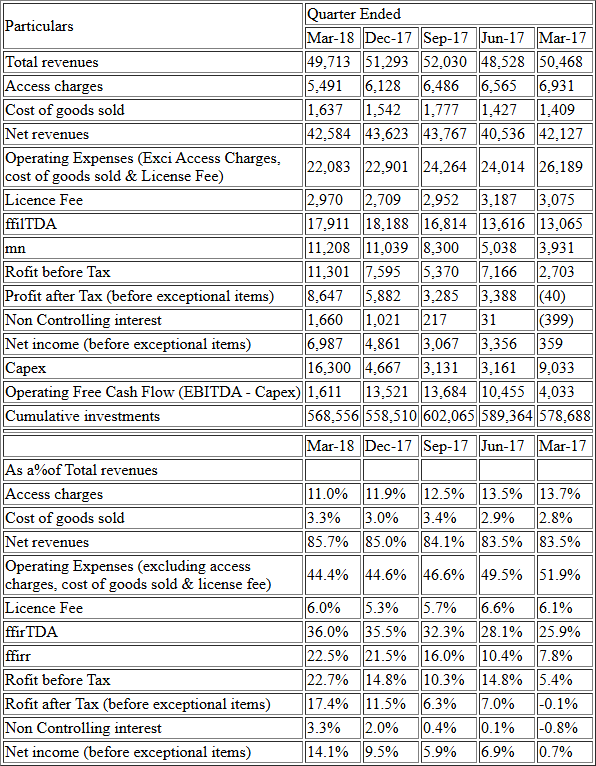 Particulars Quarter Ended
Mar-18 Dec-17 Sep-17 Jun-17 Mar-17
Total revenues 49,713 51,293 52,030 48,528 50,468
Access charges 5,491 6,128 6,486 6,565 6,931
Cost of goods sold 1,637 1,542 1,777 1,427 1,409
Net revenues 42,584 43,623 43,767 40,536 42,127
Operating Expenses (Exci Access Charges,
cost of goods sold & License Fee) 22,083 22,901 24,264 24,014 26,189
Licence Fee 2,970 2,709 2,952 3,187 3,075
ffilTDA 17,911 18,188 16,814 13,616 13,065
mn 11,208 11,039 8,300 5,038 3,931
Rofit before Tax 11,301 7,595 5,370 7,166 2,703
Profit after Tax (before exceptional items) 8,647 5,882 3,285 3,388 (40)
Non Controlling interest 1,660 1,021 217 31 (399)
Net income (before exceptional items) 6,987 4,861 3,067 3,356 359
Capex 16,300 4,667 3,131 3,161 9,033
Operating Free Cash Flow (EBITDA - Capex) 1,611 13,521 13,684 10,455 4,033
Cumulative investments 568,556 558,510 602,065 589,364 578,688
Mar-18 Dec-17 Sep-17 Jun-17 Mar-17
As a%of Total revenues
Access charges 11.0% 11.9% 12.5% 13.5% 13.7%
Cost of goods sold 3.3% 3.0% 3.4% 2.9% 2.8%
Net revenues 85.7% 85.0% 84.1% 83.5% 83.5%
Operating Expenses (excluding access
charges, cost of goods sold & license fee) 44.4% 44.6% 46.6% 49.5% 51.9%
Licence Fee 6.0% 5.3% 5.7% 6.6% 6.1%
ffirTDA 36.0% 35.5% 32.3% 28.1% 25.9%
ffirr 22.5% 21.5% 16.0% 10.4% 7.8%
Rofit before Tax 22.7% 14.8% 10.3% 14.8% 5.4%
Rofit after Tax (before exceptional items) 17.4% 11.5% 6.3% 7.0% -0.1%
Non Controlling interest 3.3% 2.0% 0.4% 0.1% -0.8%
Net income (before exceptional items) 14.1% 9.5% 5.9% 6.9% 0.7%